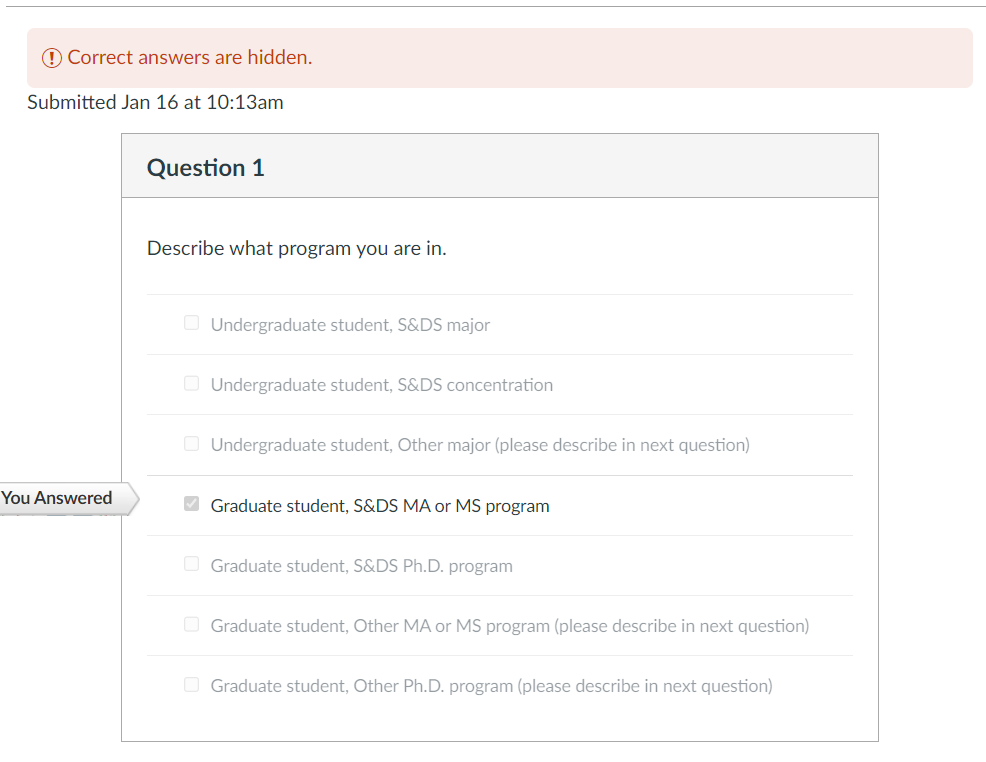 Correct answers are hidden.
Submitted Jan 16 at 10:13am
Question 1
Describe what program you are in.
Undergraduate student, S&DS major
Undergraduate student, S&DS concentration
Undergraduate student, Other major (please describe in next question)
You Answered
Graduate student, S&DS MA or MS program
Graduate student, S&DS Ph.D. program
Graduate student, Other MA or MS program (please describe in next question)
Graduate student, Other Ph.D. program (please describe in next question)